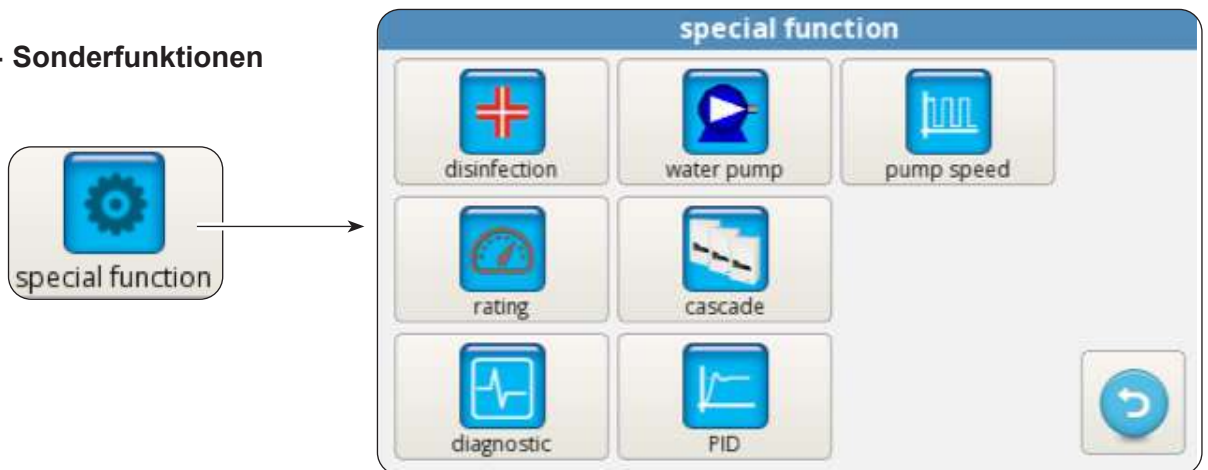 - Sonderfunktionen
special function
special function
disinfection
water pump
pump speed
rating
cascade
diagnostic
PID